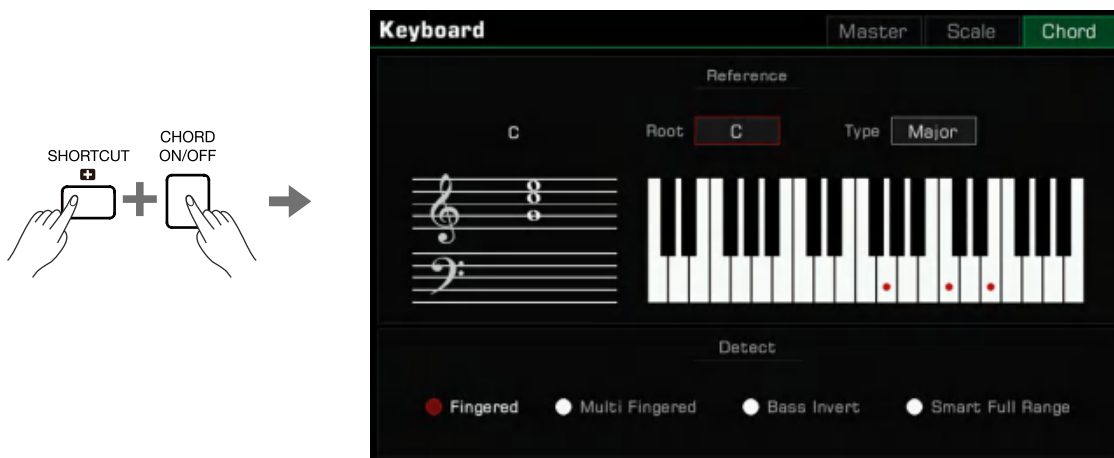 SHORTCUT
CHORD
ON/OFF
Keyboard
Master
Scale
Chord
Reference
C
Root
C
Type
Major
Detect
Fingered
Multi Fingered
Bass Invert
Smart Full Range